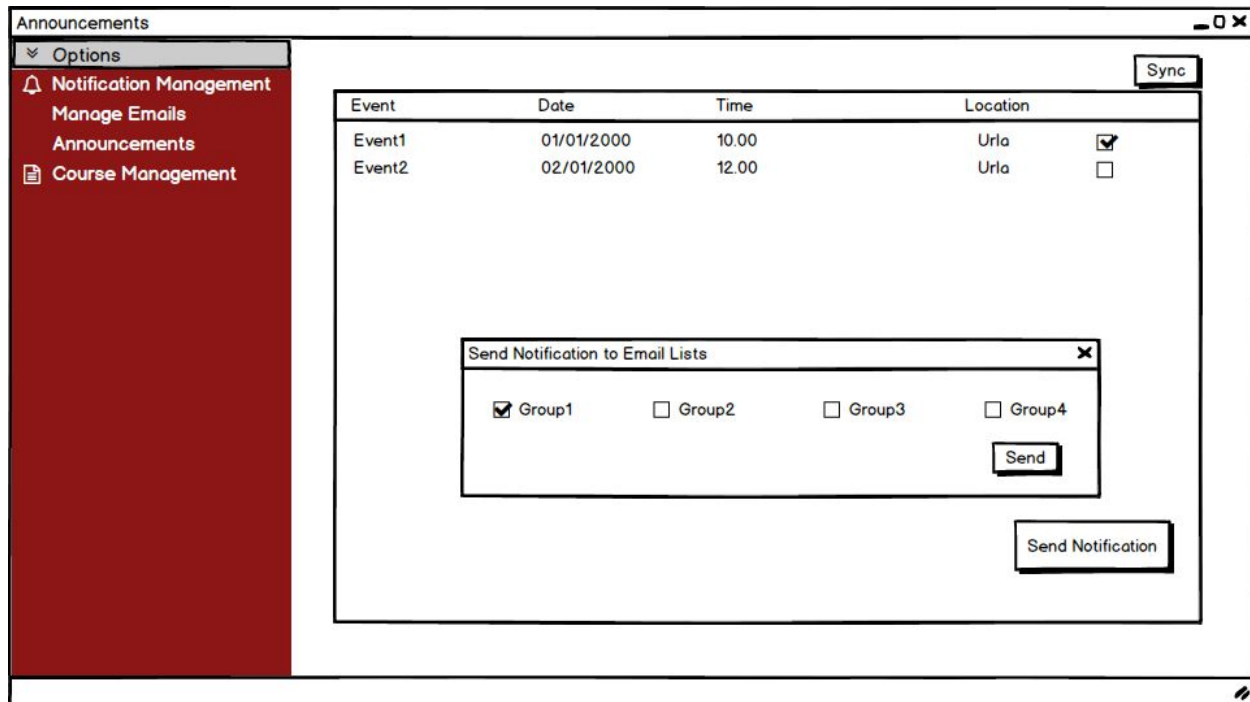 Announcements
Options
Notification Management
Manage Emails
Announcements
Course Management
Sync
Event Date Time Location
Event1 01/01/2000 10.00 Urla
Event2 02/01/2000 12.00 Urla
Send Notification to Email Lists
Group1 Group2 Group3 Group4
Send
Send Notification